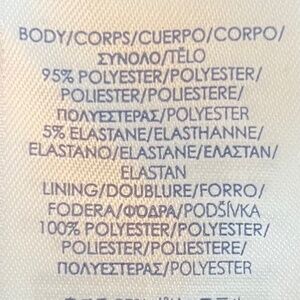 BODY/CORPS/CUERPO/CORPO/
ΣΥΝΟΛΟ/TĚLO
95% POLYESTER/POLYESTER/
POLIESTER/POLIESTERE/
ΠΟΛΥΕΣΤΕΡΑΣ/POLYESTER
5% ELASTANE/ELASTHANNE/
ELASTANO/ELASTANE/ΕΛΑΣΤΑΝ/
ELASTAN
LINING/DOUBLURE/FORRO/
FODERA/ΦΟΔΡΑ/PODŠÍVKA
100% POLYESTER/POLYESTER/
POLIESTER/POLIESTERE/
ΠΟΛΥΕΣΤΕΡΑΣ/POLYESTER